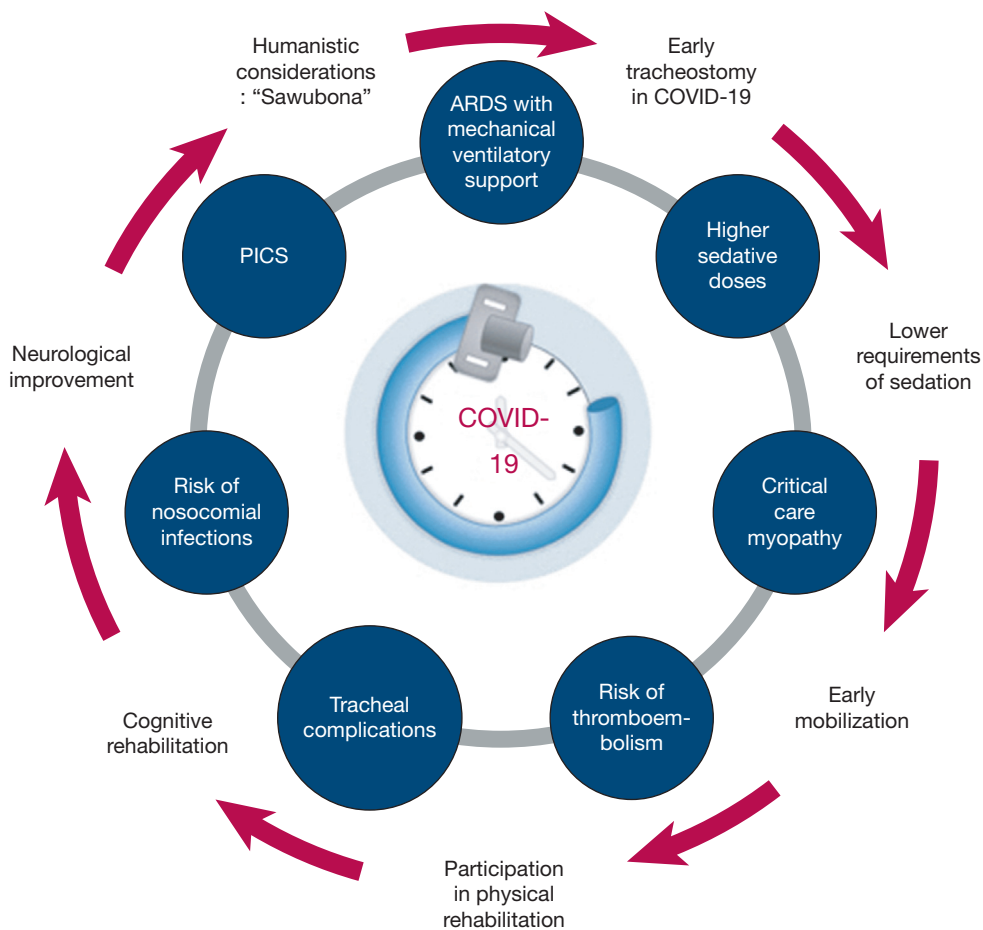 Humanistic
considerations
: “Sawubona”
Early
tracheostomy
in COVID-19
Lower
requirements
of sedation
Early
mobilization
Participation
in physical
rehabilitation
Cognitive
rehabilitation
Neurological
improvement
ARDS with
mechanical
ventilatory
support
Higher
sedative
doses
Critical
care
myopathy
Risk of
thromboem-
bolism
Tracheal
complications
Risk of
nosocomial
infections
PICS
COVID-
19